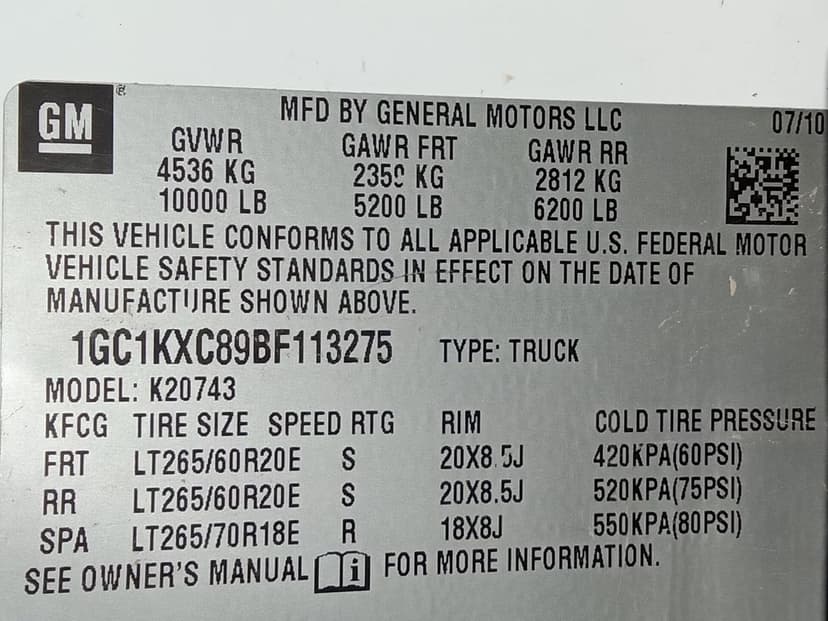 GM ®
MFD BY GENERAL MOTORS LLC 07/10
GVWR GAWR FRT GAWR RR
4536 KG 2359 KG 2812 KG
10000 LB 5200 LB 6200 LB
THIS VEHICLE CONFORMS TO ALL APPLICABLE U.S. FEDERAL MOTOR
VEHICLE SAFETY STANDARDS IN EFFECT ON THE DATE OF
MANUFACTURE SHOWN ABOVE.
1GC1KXC89BF113275 TYPE: TRUCK
MODEL: K20743
KFCG TIRE SIZE SPEED RTG RIM COLD TIRE PRESSURE
FRT LT265/60R20E S 20X8.5J 420KPA(60PSI)
RR LT265/60R20E S 20X8.5J 520KPA(75PSI)
SPA LT265/70R18E R 18X8J 550KPA(80PSI)
SEE OWNER'S MANUAL i FOR MORE INFORMATION.